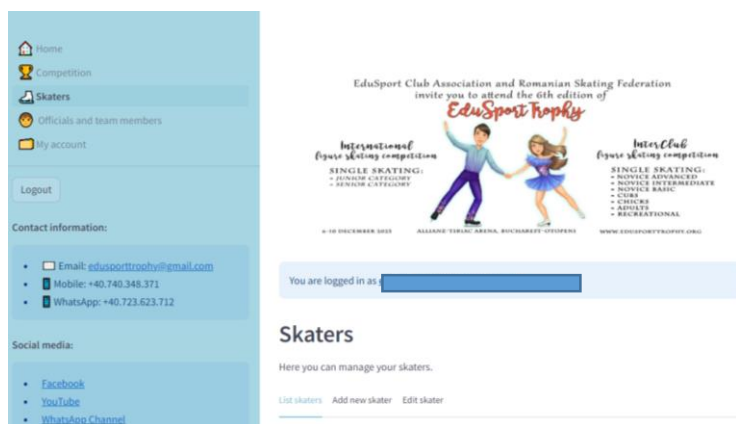 Home
Competition
Skaters
Officials and team members
My account
Logout
Contact information:
Email: edusporttrophy@gmail.com
Mobile: +40.740.348.371
WhatsApp: +40.723.623.712
Social media:
Facebook
YouTube
WhatsApp Channel
EduSport Club Association and Romanian Skating Federation
invite you to attend the 6th edition of
EduSport Trophy
International
figure skating competition
SINGLE SKATING:
- JUNIOR CATEGORY
- SENIOR CATEGORY
InterClub
figure skating competition
SINGLE SKATING:
- NOVICE ADVANCED
- NOVICE INTERMEDIATE
- NOVICE BASIC
- CUBS
- CHICKS
- ADULTS
- RECREATIONAL
6-10 DECEMBER 2023
ALLIANZ-TIRIAC ARENA, BUCHAREST-OTOPENI
WWW.EDUSPORTTROPHY.ORG
You are logged in as
Skaters
Here you can manage your skaters.
List skaters Add new skater Edit skater